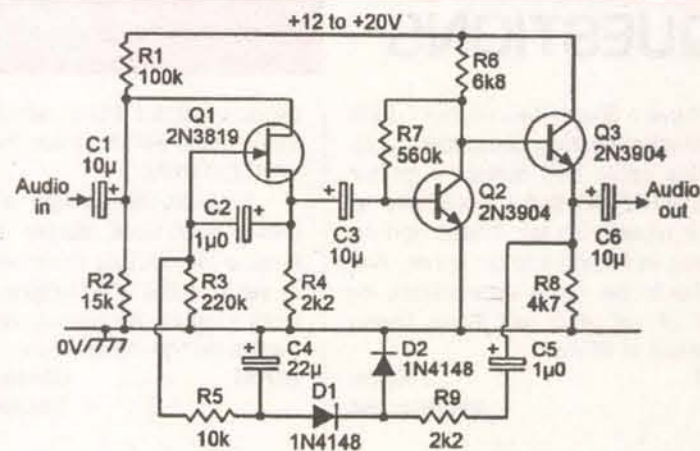 QUESTIONS
+12 to +20V
R1
100k
R6
6k8
Q1
2N3819
R7
560k
Q3
2N3904
C1
10µ
+
Audio
in
C2
1µ0
+
+
C3
10µ
Q2
2N3904
+
Audio
out
C6
10µ
R2
15k
R3
220k
R4
2k2
R8
4k7
0V
+
C4
22µ
D2
1N4148
+
C5
1µ0
R5
10k
D1
1N4148
R9
2k2